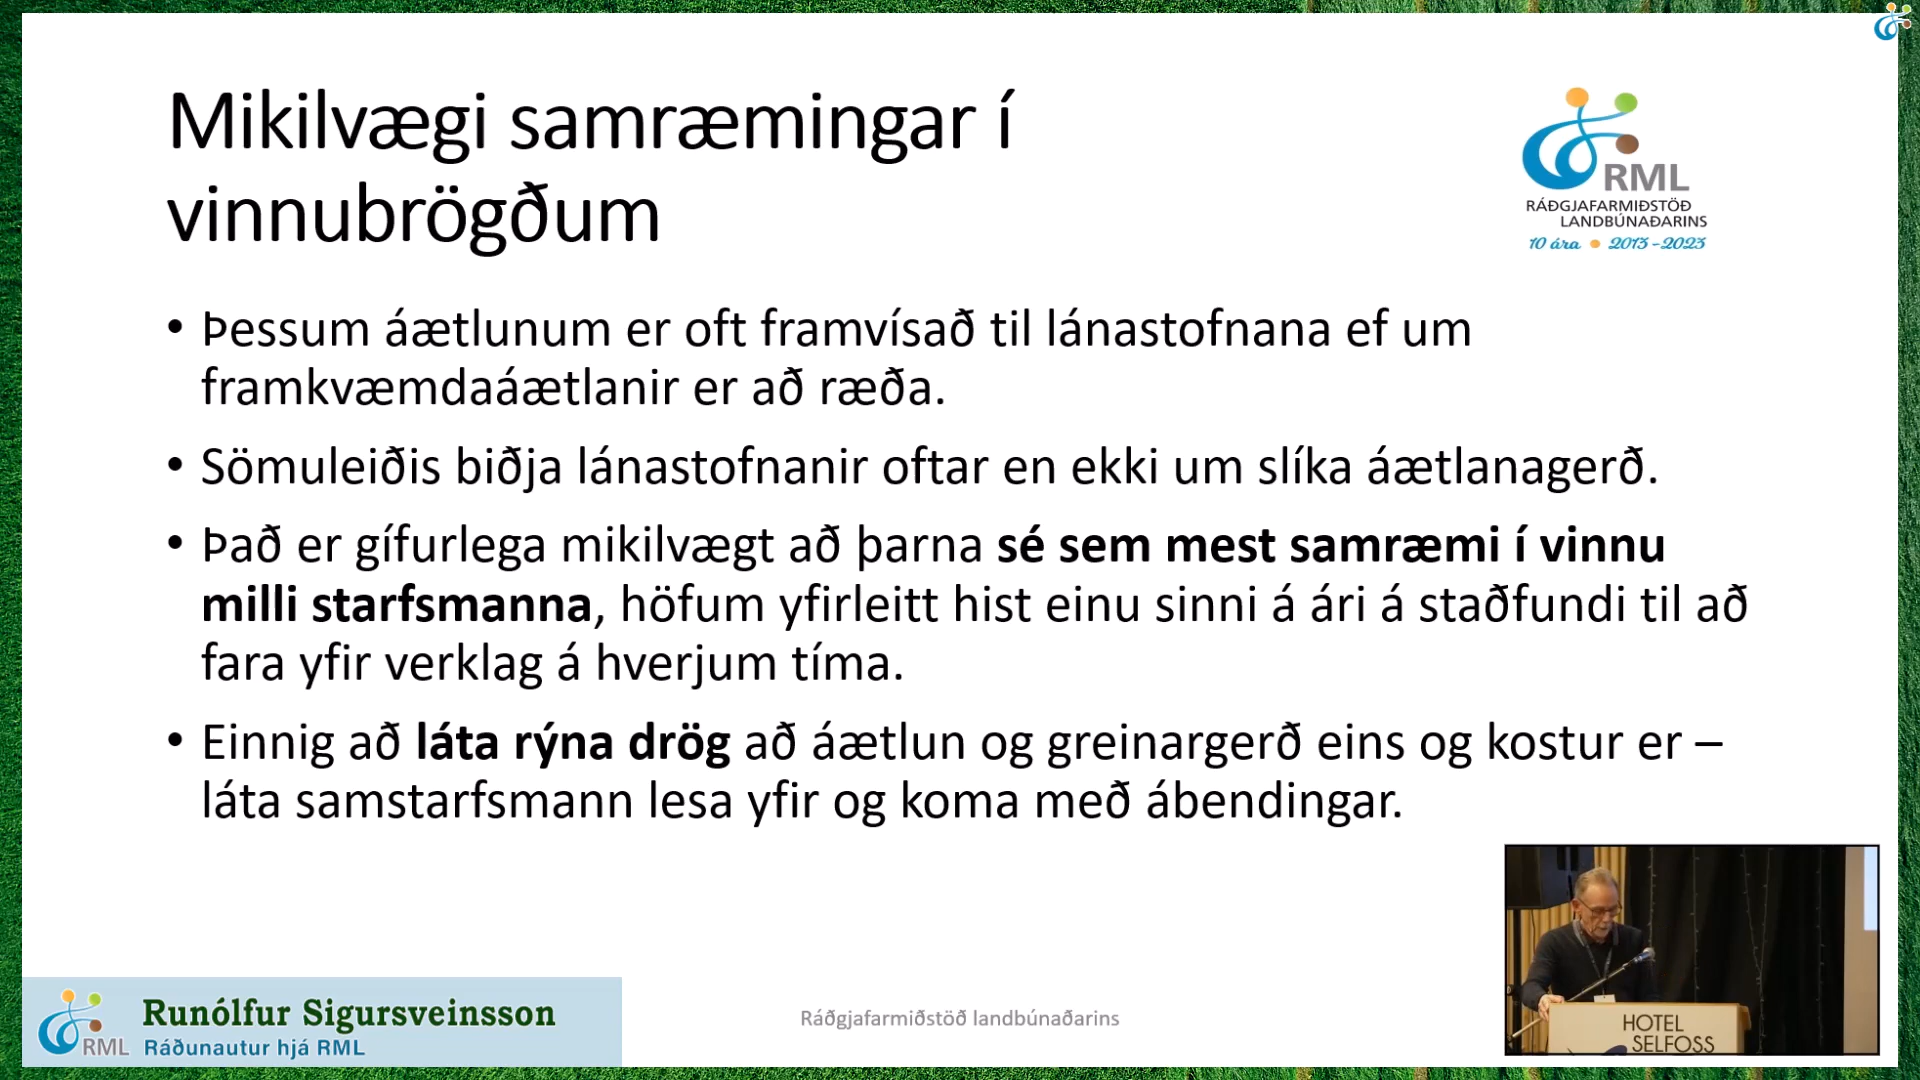 Mikilvægi samræmingar í
vinnubrögðum
RML
RÁÐGJAFARMIÐSTÖÐ
LANDBÚNAÐARINS
10 ára • 2013-2023
• Þessum áætlunum er oft framvísað til lánastofnana ef um
framkvæmdaáætlanir er að ræða.
• Sömuleiðis biðja lánastofnanir oftar en ekki um slíka áætlanagerð.
• Það er gífurlega mikilvægt að þarna sé sem mest samræmi í vinnu
milli starfsmanna, höfum yfirleitt hist einu sinni á ári á staðfundi til að
fara yfir verklag á hverjum tíma.
• Einnig að láta rýna drög að áætlun og greinargerð eins og kostur er –
láta samstarfsmann lesa yfir og koma með ábendingar.
RML
Runólfur Sigursveinsson
Ráðunautur hjá RML
Ráðgjafarmiðstöð landbúnaðarins
HOTEL
SELFOSS